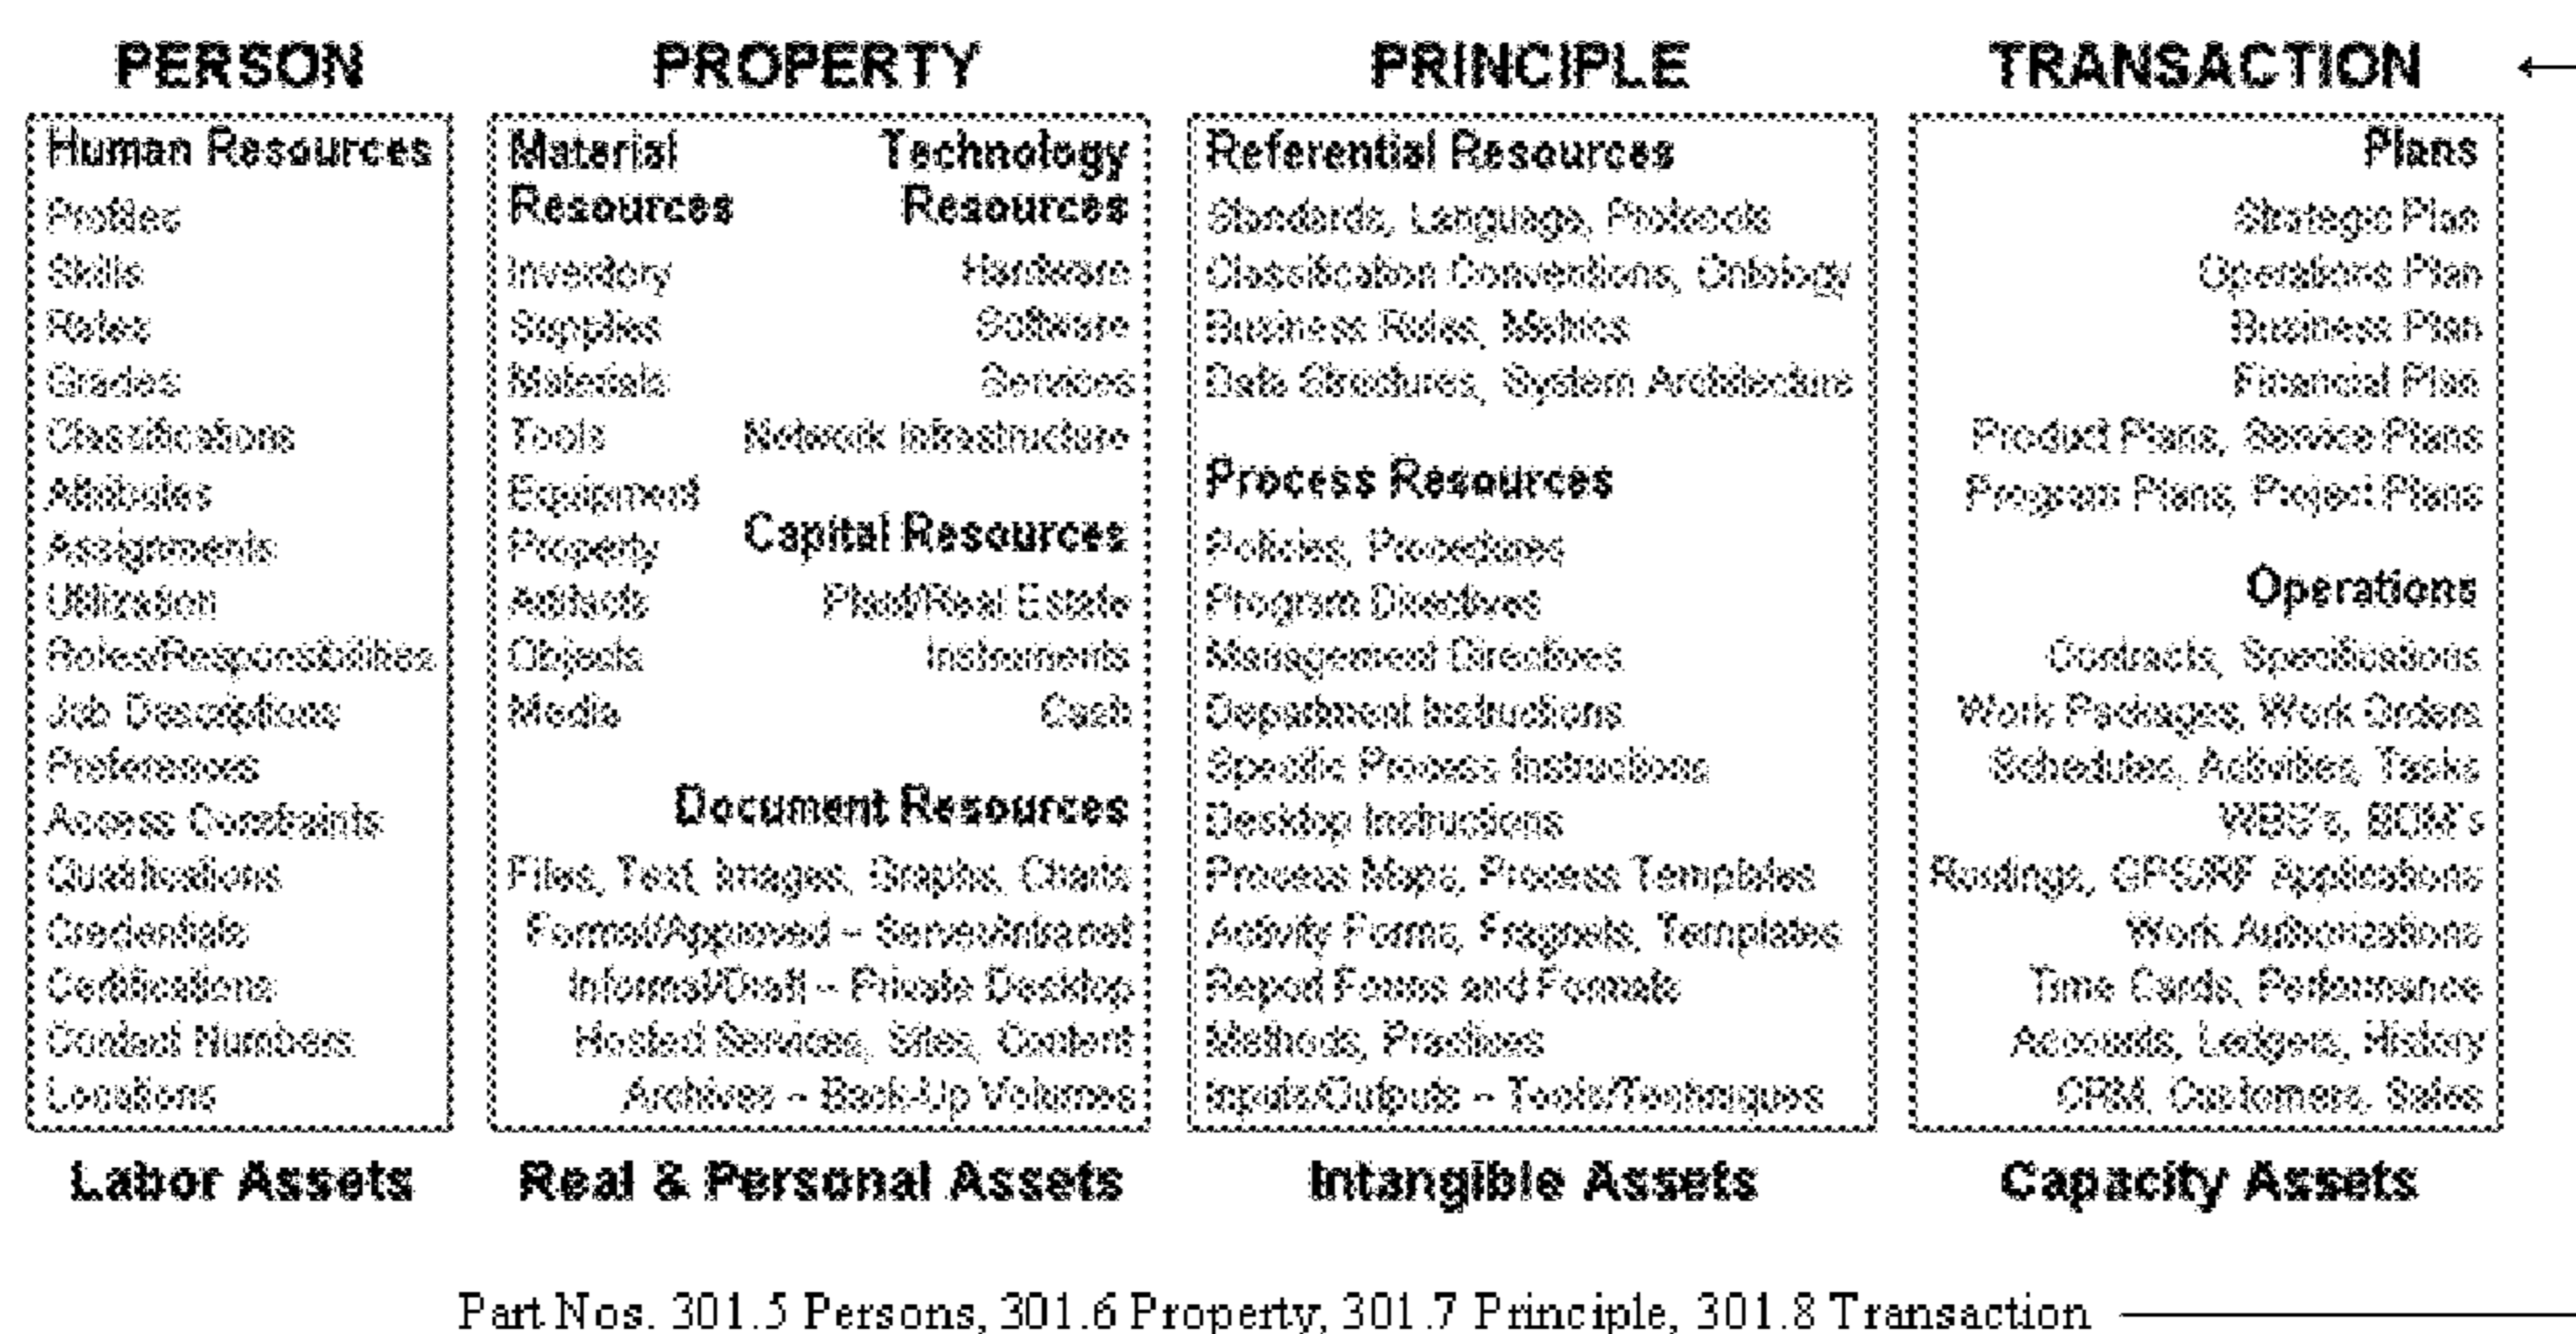 PERSON
Human Resources
Profiles
Skills
Rates
Grades
Classifications
Attributes
Assignments
Utilization
Roles/Responsibilities
Job Descriptions
Preferences
Access Constraints
Qualifications
Credentials
Certifications
Contact Numbers
Locations
Labor Assets
PROPERTY
Material
Resources
Inventory
Supplies
Materials
Tools
Equipment
Property
Artifacts
Objects
Media
Technology
Resources
Hardware
Software
Services
Network Infrastructure
Capital Resources
Plant/Real Estate
Instruments
Cash
Document Resources
Files, Text, Images, Graphs, Charts
Formal/Approved – Server/Intranet
Informal/Draft – Private Desktop
Hosted Services, Sites, Content
Archives – Back-Up Volumes
Real & Personal Assets
PRINCIPLE
Referential Resources
Standards, Language, Protocols
Classification Conventions, Ontology
Business Rules, Metrics
Data Structures, System Architecture
Process Resources
Policies, Procedures
Program Directives
Management Directives
Department Instructions
Specific Process Instructions
Desktop Instructions
Process Maps, Process Templates
Activity Forms, Fragnets, Templates
Report Forms and Formats
Methods, Practices
Inputs/Outputs – Tools/Techniques
Intangible Assets
TRANSACTION
Plans
Strategic Plan
Operations Plan
Business Plan
Financial Plan
Product Plans, Service Plans
Program Plans, Project Plans
Operations
Contracts, Specifications
Work Packages, Work Orders
Schedules, Activities, Tasks
WBS's, BOM's
Routings, GPS/RF Applications
Work Authorizations
Time Cards, Performance
Accounts, Ledgers, History
CRM, Customers, Sales
Capacity Assets
Part Nos. 301.5 Persons, 301.6 Property, 301.7 Principle, 301.8 Transaction